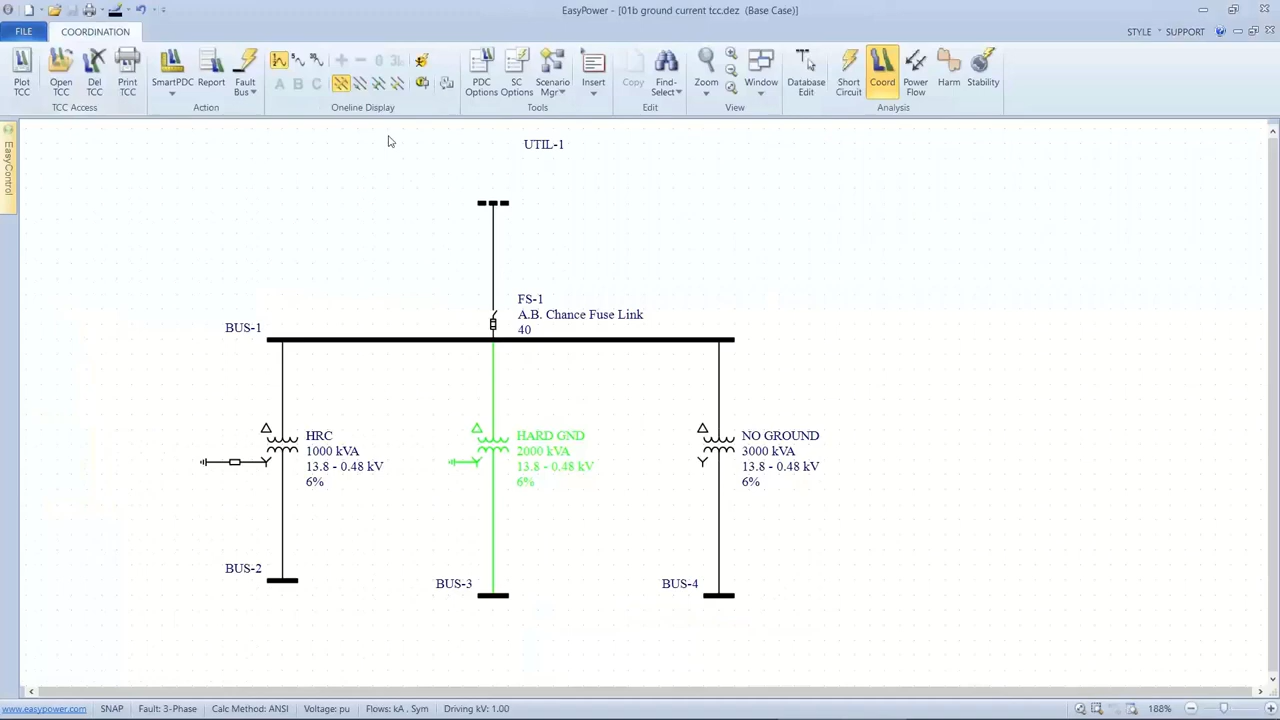 EasyPower - [01b ground current tcc.dez (Base Case)]
FILE
COORDINATION
STYLE
SUPPORT
Plot TCC
Open TCC
Del TCC
Print TCC
SmartPDC
Report
Fault Bus
A B C
PDC Options
SC Options
Scenario Mgr
Insert
Copy
Find-Select
Zoom
Window
Database Edit
Short Circuit
Coord
Power Flow
Harm
Stability
TCC Access
Action
Oneline Display
Tools
Edit
View
Analysis
EasyControl
UTIL-1
FS-1
A.B. Chance Fuse Link
40
BUS-1
HRC
1000 kVA
13.8 - 0.48 kV
6%
HARD GND
2000 kVA
13.8 - 0.48 kV
6%
NO GROUND
3000 kVA
13.8 - 0.48 kV
6%
BUS-2
BUS-3
BUS-4
www.easypower.com
SNAP
Fault: 3-Phase
Calc Method: ANSI
Voltage: pu
Flows: kA . Sym
Driving kV: 1.00
188%